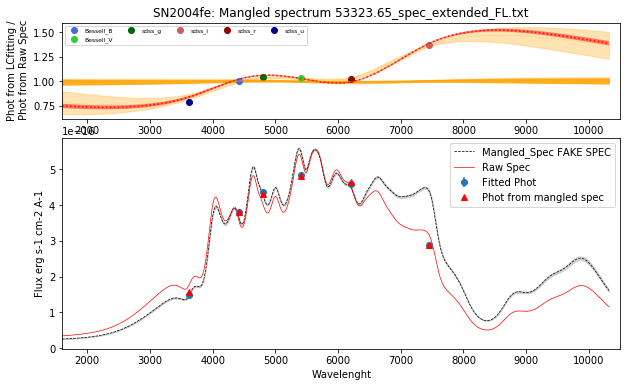 SN2004fe: Mangled spectrum 53323.65_spec_extended_FL.txt
Phot from LCfitting /
Phot from Raw Spec
1.50
1.25
1.00
0.75
Bessell_B sdss_g sdss_i sdss_r sdss_u
Bessell_V
2000 3000 4000 5000 6000 7000 8000 9000 10000
1e−16
Flux erg s-1 cm-2 A-1
5
4
3
2
1
0
Mangled_Spec FAKE SPEC
Raw Spec
Fitted Phot
Phot from mangled spec
2000 3000 4000 5000 6000 7000 8000 9000 10000
Wavelenght